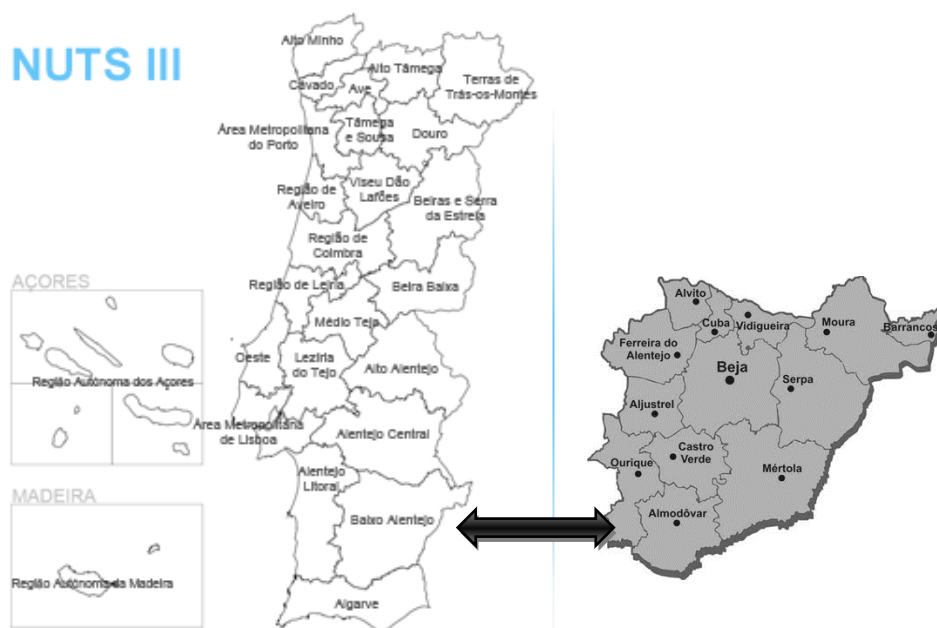 NUTS III
Alto Minho
Alto Tâmega
Cávado
Ave
Terras de
Trás-os-Montes
Área Metropolitana
do Porto
Tâmega
e Sousa
Douro
Região de
Aveiro
Viseu Dão
Lafões
Beiras e Serra
da Estrela
Região de
Coimbra
Região de Leiria
Beira Baixa
Médio Tejo
Oeste
Lezíria
do Tejo
Alto Alentejo
Área Metropolitana
de Lisboa
Alentejo Central
Alentejo
Litoral
Baixo Alentejo
Algarve
AÇORES
Região Autónoma dos Açores
MADEIRA
Região Autónoma da Madeira
Alvito
Cuba
Vidigueira
Moura
Barrancos
Ferreira do
Alentejo
Beja
Serpa
Aljustrel
Castro
Verde
Ourique
Mértola
Almodôvar